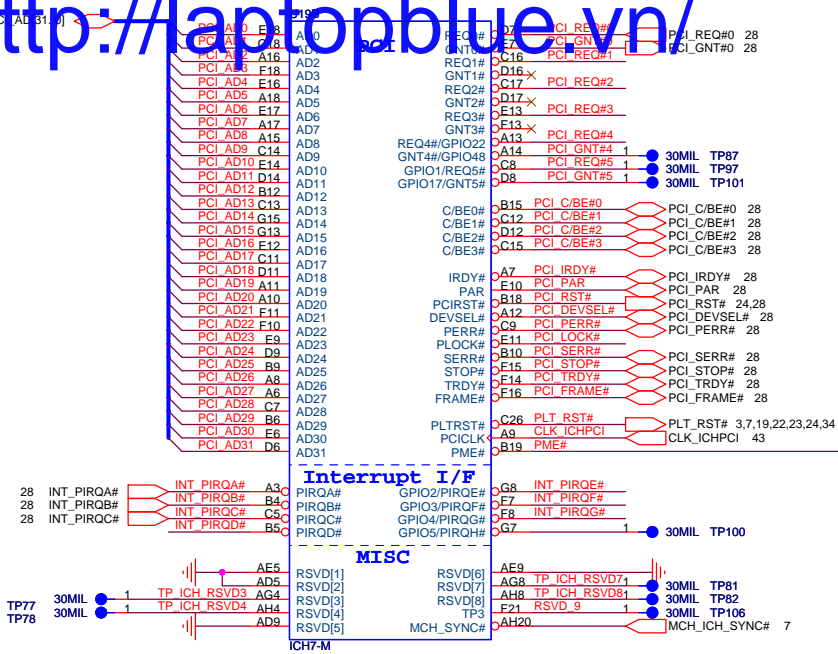 ttp://laptopblue.vn/
PCI
PCI_AD0 E18 AD0 REQ0# D7 PCI_REQ#0 PCI_REQ#0 28
PCI_AD1 C18 AD1 GNT0# E7 PCI_GNT#0 PCI_GNT#0 28
PCI_AD2 A16 AD2 REQ1# C16 PCI_REQ#1
PCI_AD3 F18 AD3 GNT1# D16
PCI_AD4 E16 AD4 REQ2# C17 PCI_REQ#2
PCI_AD5 A18 AD5 GNT2# D17
PCI_AD6 E17 AD6 REQ3# E13 PCI_REQ#3
PCI_AD7 A17 AD7 GNT3# F13
PCI_AD8 A15 AD8 REQ4#/GPIO22 A13 PCI_REQ#4
PCI_AD9 C14 AD9 GNT4#/GPIO48 A14 PCI_GNT#4 1 30MIL TP87
PCI_AD10 E14 AD10 GPIO1/REQ5# C8 PCI_REQ#5 1 30MIL TP97
PCI_AD11 D14 AD11 GPIO17/GNT5# D8 PCI_GNT#5 1 30MIL TP101
PCI_AD12 B12 AD12
PCI_AD13 C13 AD13 C/BE0# B15 PCI_C/BE#0 PCI_C/BE#0 28
PCI_AD14 G15 AD14 C/BE1# C12 PCI_C/BE#1 PCI_C/BE#1 28
PCI_AD15 G13 AD15 C/BE2# D12 PCI_C/BE#2 PCI_C/BE#2 28
PCI_AD16 E12 AD16 C/BE3# C15 PCI_C/BE#3 PCI_C/BE#3 28
PCI_AD17 C11 AD17
PCI_AD18 D11 AD18 IRDY# A7 PCI_IRDY# PCI_IRDY# 28
PCI_AD19 A11 AD19 PAR E10 PCI_PAR PCI_PAR 28
PCI_AD20 A10 AD20 PCIRST# B18 PCI_RST# PCI_RST# 24,28
PCI_AD21 F11 AD21 DEVSEL# A12 PCI_DEVSEL# PCI_DEVSEL# 28
PCI_AD22 F10 AD22 PERR# C9 PCI_PERR# PCI_PERR# 28
PCI_AD23 E9 AD23 PLOCK# E11 PCI_LOCK#
PCI_AD24 D9 AD24 SERR# B10 PCI_SERR# PCI_SERR# 28
PCI_AD25 B9 AD25 STOP# F15 PCI_STOP# PCI_STOP# 28
PCI_AD26 A8 AD26 TRDY# F14 PCI_TRDY# PCI_TRDY# 28
PCI_AD27 A6 AD27 FRAME# F16 PCI_FRAME# PCI_FRAME# 28
PCI_AD28 C7 AD28
PCI_AD29 B6 AD29 PLTRST# C26 PLT_RST# PLT_RST# 3,7,19,22,23,24,34
PCI_AD30 E6 AD30 PCICLK A9 CLK_ICHPCI CLK_ICHPCI 43
PCI_AD31 D6 AD31 PME# B19 PME#
Interrupt I/F
28 INT_PIRQA# INT_PIRQA# A3 PIRQA# GPIO2/PIRQE# G8 INT_PIRQE#
28 INT_PIRQB# INT_PIRQB# B4 PIRQB# GPIO3/PIRQF# F7 INT_PIRQF#
28 INT_PIRQC# INT_PIRQC# C5 PIRQC# GPIO4/PIRQG# F8 INT_PIRQG#
INT_PIRQD# B5 PIRQD# GPIO5/PIRQH# G7 1 30MIL TP100
MISC
AE5 RSVD[1] RSVD[6] AE9
AD5 RSVD[2] RSVD[7] AG8 TP_ICH_RSVD7 1 30MIL TP81
TP77 30MIL 1 TP_ICH_RSVD3 AG4 RSVD[3] RSVD[8] AH8 TP_ICH_RSVD8 1 30MIL TP82
TP78 30MIL 1 TP_ICH_RSVD4 AH4 RSVD[4] TP3 F21 RSVD_9 1 30MIL TP106
AD9 RSVD[5] MCH_SYNC# AH20 MCH_ICH_SYNC# 7
ICH7-M